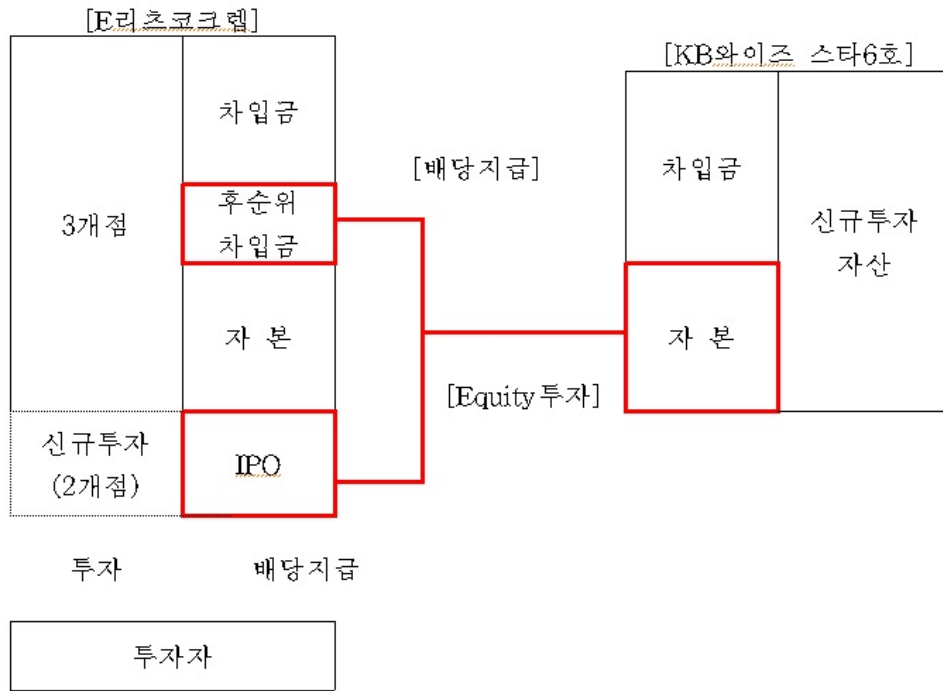 [E리츠코크렙]
[KB와이즈 스타6호]
차입금
3개점
후순위
차입금
자 본
신규투자
(2개점)
IPO
[배당지급]
[Equity투자]
차입금
신규투자
자산
자 본
투자
배당지급
투자자